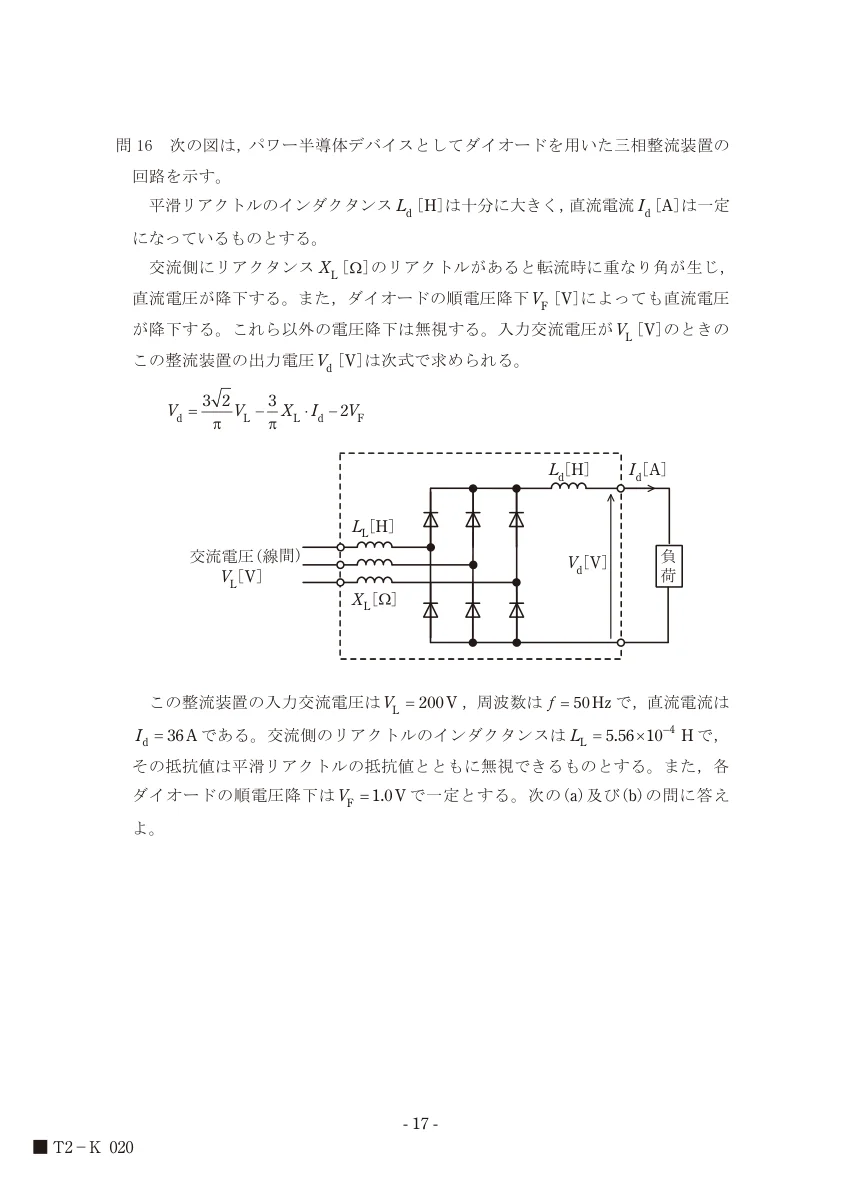 問 16　次の図は，パワー半導体デバイスとしてダイオードを用いた三相整流装置の
回路を示す。
平滑リアクトルのインダクタンス L_d [H]は十分に大きく，直流電流 I_d [A]は一定
になっているものとする。
交流側にリアクタンス X_L [Ω]のリアクトルがあると転流時に重なり角が生じ，
直流電圧が降下する。また，ダイオードの順電圧降下 V_F [V]によっても直流電圧
が降下する。これら以外の電圧降下は無視する。入力交流電圧が V_L [V]のときの
この整流装置の出力電圧 V_d [V]は次式で求められる。
V_d = 3√2/π V_L − 3/π X_L · I_d − 2V_F
L_d[H]　I_d[A]
L_L[H]
交流電圧(線間)
V_L[V]
X_L[Ω]
V_d[V]
負
荷
この整流装置の入力交流電圧は V_L = 200 V ，周波数は f = 50 Hz で，直流電流は
I_d = 36 A である。交流側のリアクトルのインダクタンスは L_L = 5.56×10⁻⁴ H で，
その抵抗値は平滑リアクトルの抵抗値とともに無視できるものとする。また，各
ダイオードの順電圧降下は V_F = 1.0 V で一定とする。次の(a)及び(b)の問に答え
よ。
- 17 -
■ T2－K 020